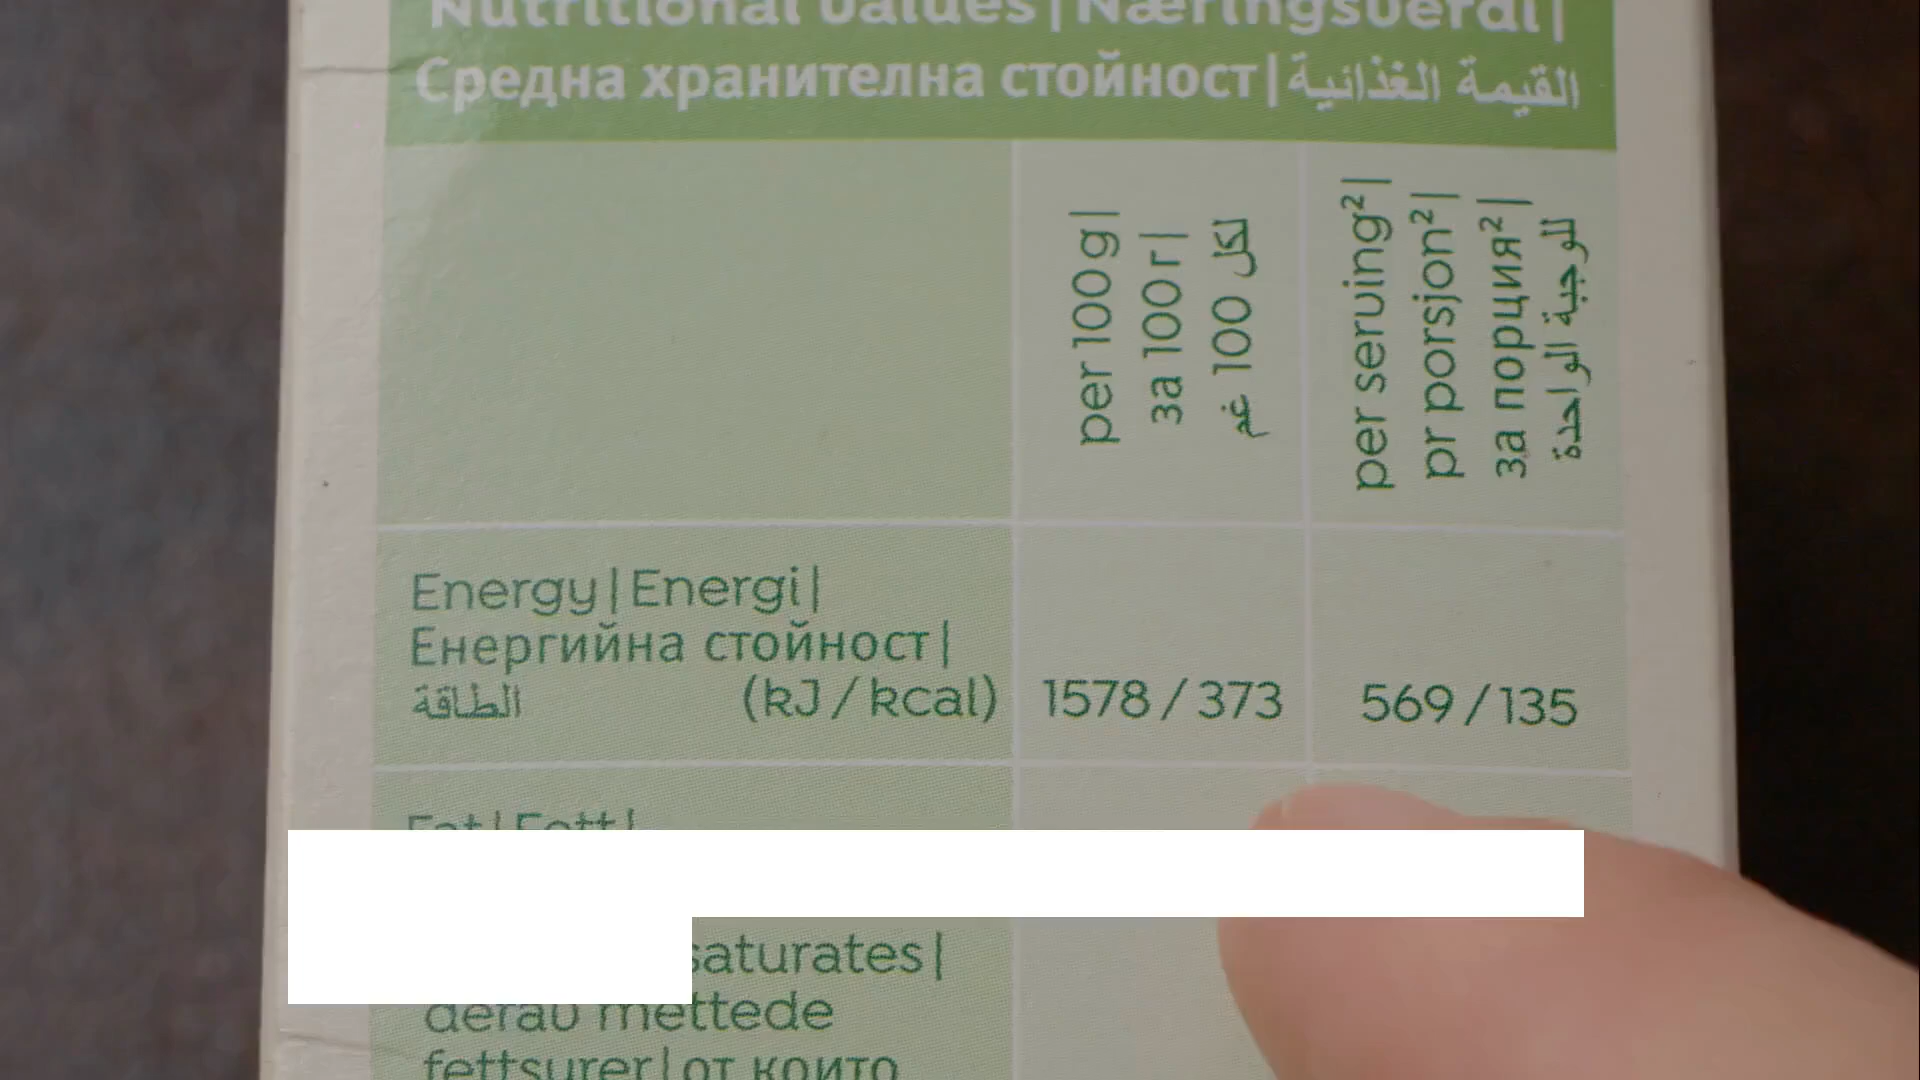 Nutritional values | Næringsverdi |
Средна хранителна стойност | القيمة الغذائية
per 100 g |
за 100 г |
لكل 100 غم
per serving² |
pr porsjon² |
за порция² |
للوجبة الواحدة
Energy | Energi |
Енергийна стойност |
الطاقة (kJ / kcal) 1578 / 373 569 / 135
Fat | Fett |
saturates |
derav mettede
fettsurer | от които